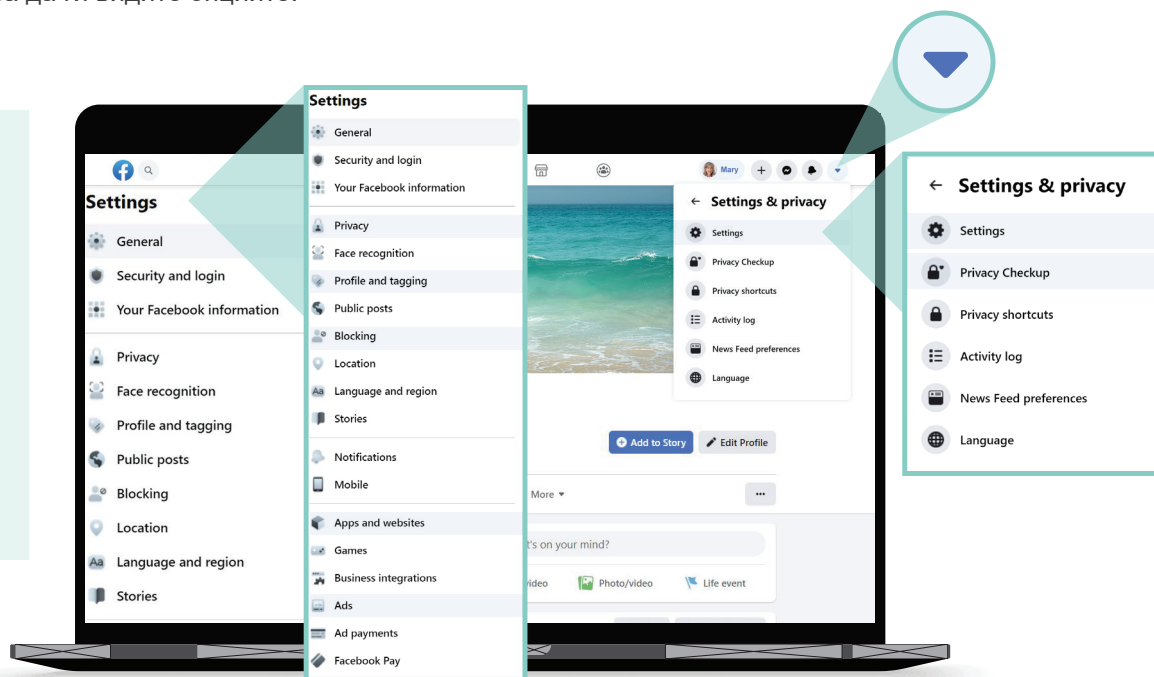 да ги видите опциите.
Settings
General
Security and login
Your Facebook information
Privacy
Face recognition
Profile and tagging
Public posts
Blocking
Location
Language and region
Stories
Settings
General
Security and login
Your Facebook information
Privacy
Face recognition
Profile and tagging
Public posts
Blocking
Location
Aa Language and region
Stories
Notifications
Mobile
Apps and websites
Games
Business integrations
Ads
Ad payments
Facebook Pay
Mary
← Settings & privacy
Settings
Privacy Checkup
Privacy shortcuts
Activity log
News Feed preferences
Language
Add to Story
Edit Profile
More
on your mind?
Photo/video
Life event
← Settings & privacy
Settings
Privacy Checkup
Privacy shortcuts
Activity log
News Feed preferences
Language